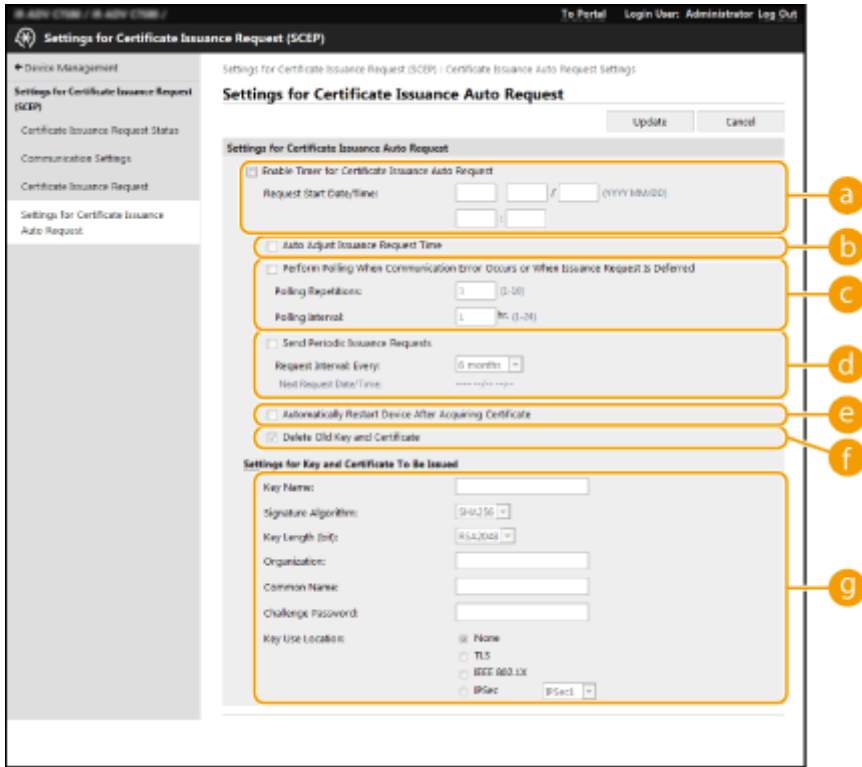 To Portal Login User: Administrator Log Out
Settings for Certificate Issuance Request (SCEP)
Device Management
Settings for Certificate Issuance Request (SCEP)
Certificate Issuance Request Status
Communication Settings
Certificate Issuance Request
Settings for Certificate Issuance Auto Request
Settings for Certificate Issuance Request (SCEP) : Certificate Issuance Auto Request Settings
Settings for Certificate Issuance Auto Request
Update Cancel
Settings for Certificate Issuance Auto Request
Enable Timer for Certificate Issuance Auto Request
Request Start Date/Time: / (YYYY MM/DD)
:
a
Auto Adjust Issuance Request Time
b
Perform Polling When Communication Error Occurs or When Issuance Request Is Deferred
Polling Repetitions: (1-10)
Polling Interval: 1 hr. (1-24)
c
Send Periodic Issuance Requests
Request Interval: Every: 6 months
Next Request Date/Time: ---- --/-- --:--
d
Automatically Restart Device After Acquiring Certificate
e
Delete Old Key and Certificate
f
Settings for Key and Certificate To Be Issued
Key Name:
Signature Algorithm: SHA256
Key Length (bit): RSA2048
Organization:
Common Name:
Challenge Password:
Key Use Location: None
TLS
IEEE 802.1X
IPSec IPSec1
g